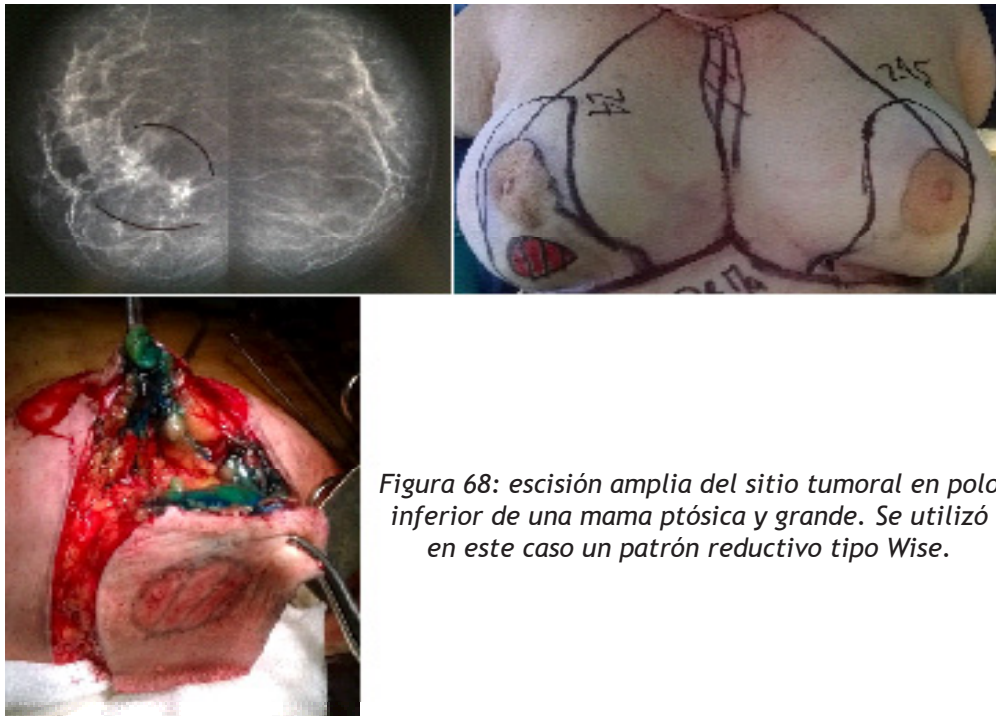 Figura 68: escisión amplia del sitio tumoral en polo
inferior de una mama ptósica y grande. Se utilizó
en este caso un patrón reductivo tipo Wise.